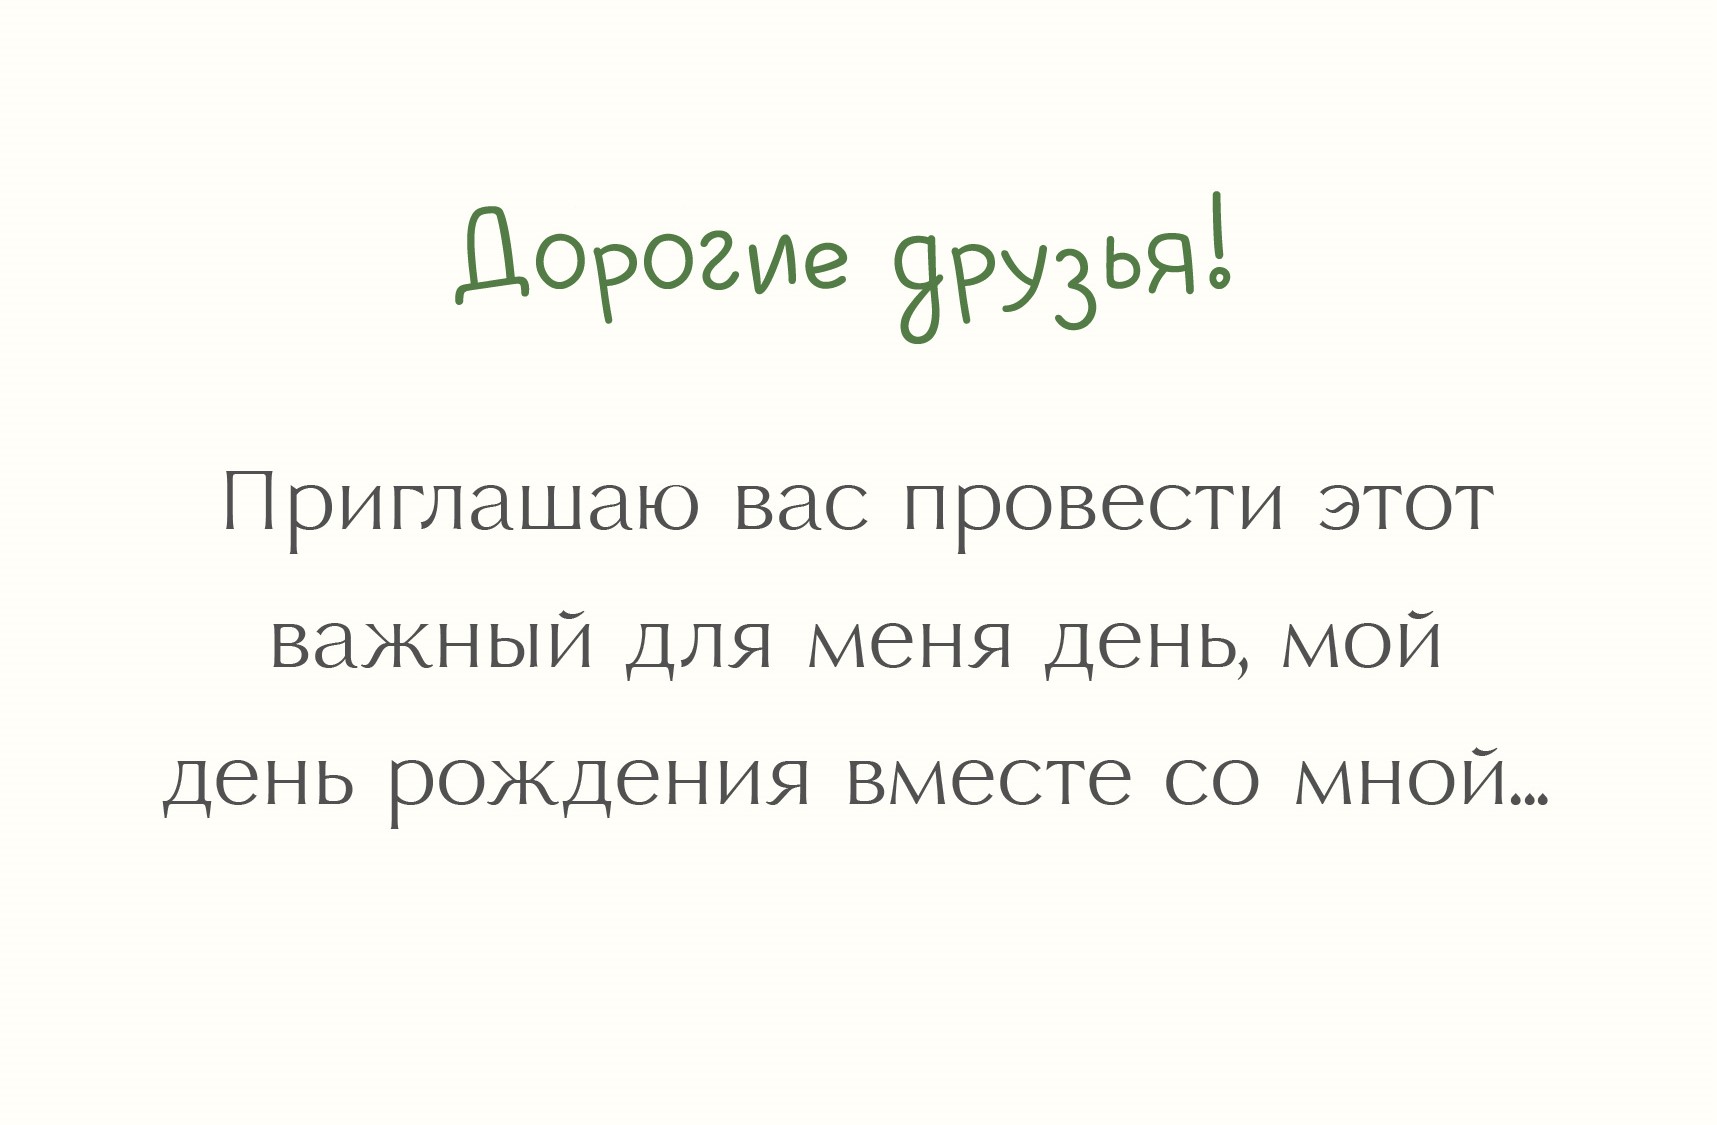 Дорогие друзья!
Приглашаю вас провести этот
важный для меня день, мой
день рождения вместе со мной...